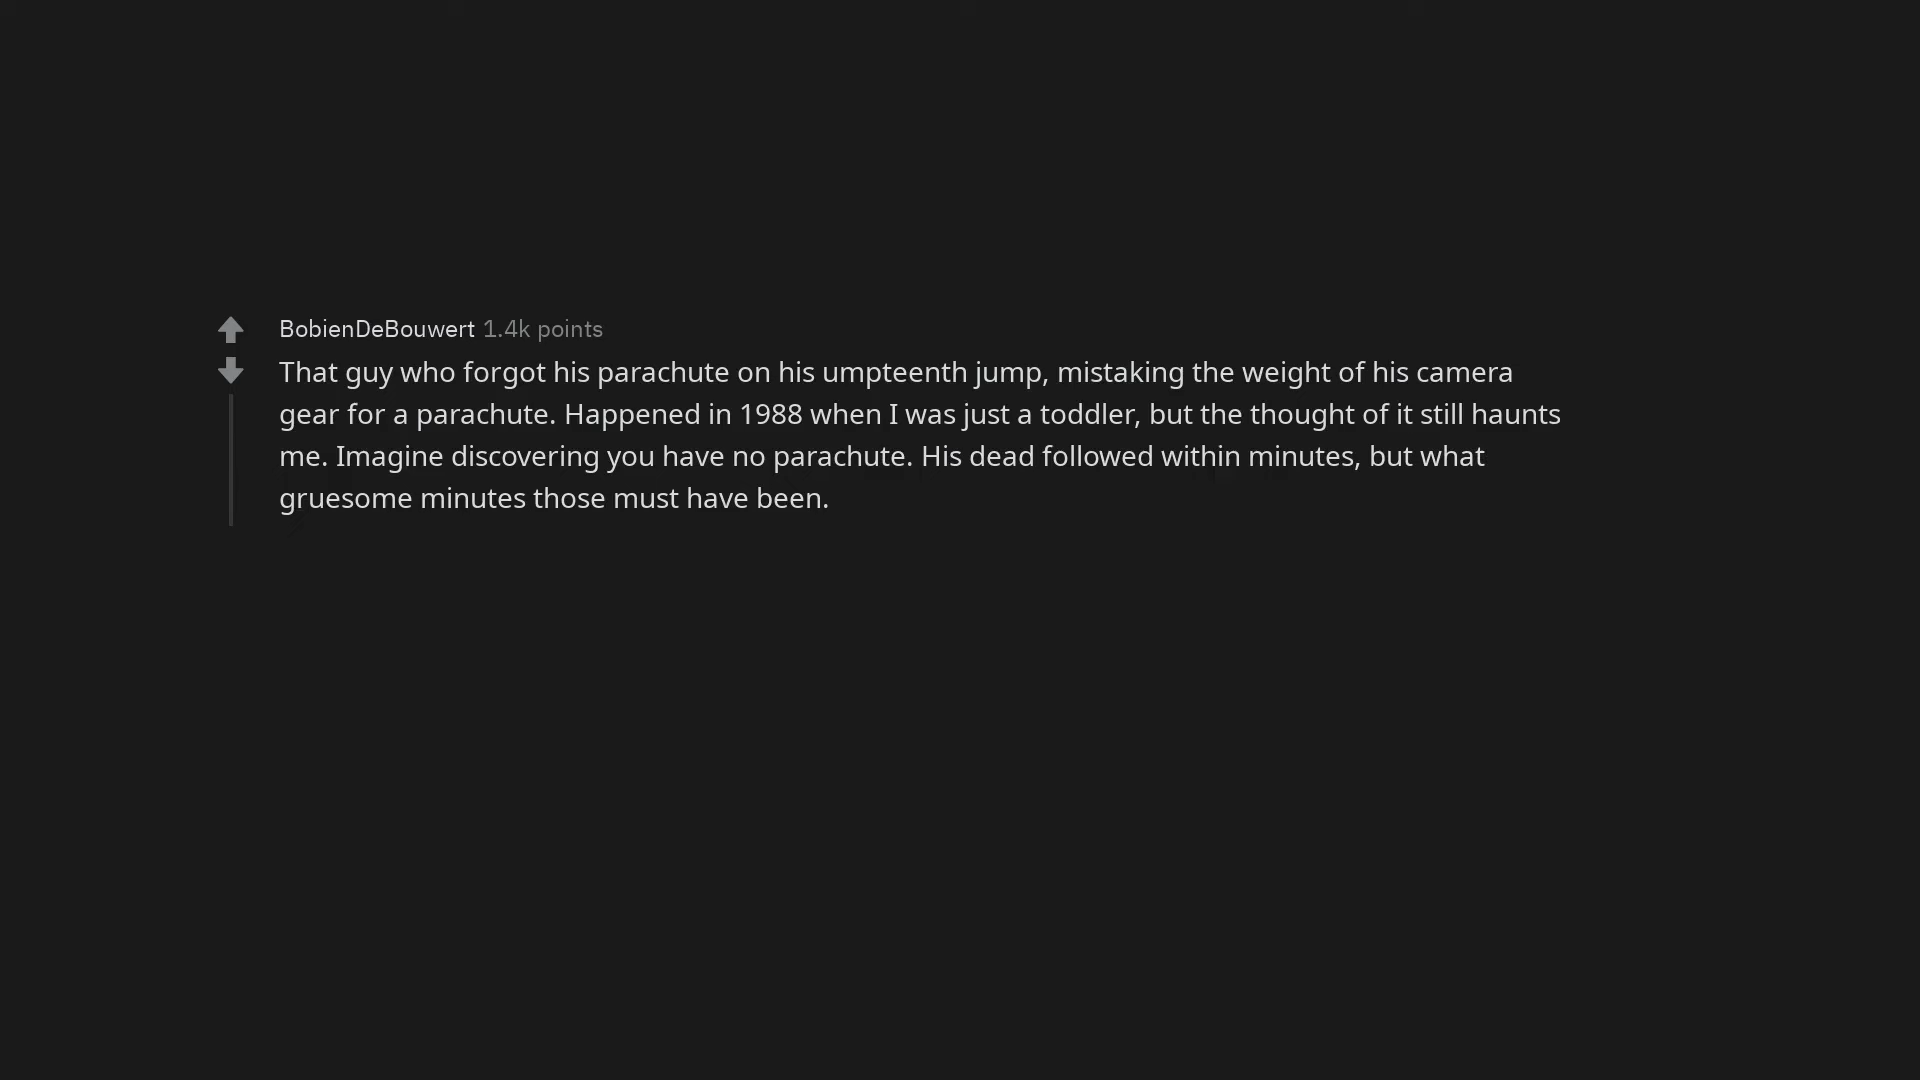 BobienDeBouwert 1.4k points
That guy who forgot his parachute on his umpteenth jump, mistaking the weight of his camera
gear for a parachute. Happened in 1988 when I was just a toddler, but the thought of it still haunts
me. Imagine discovering you have no parachute. His dead followed within minutes, but what
gruesome minutes those must have been.